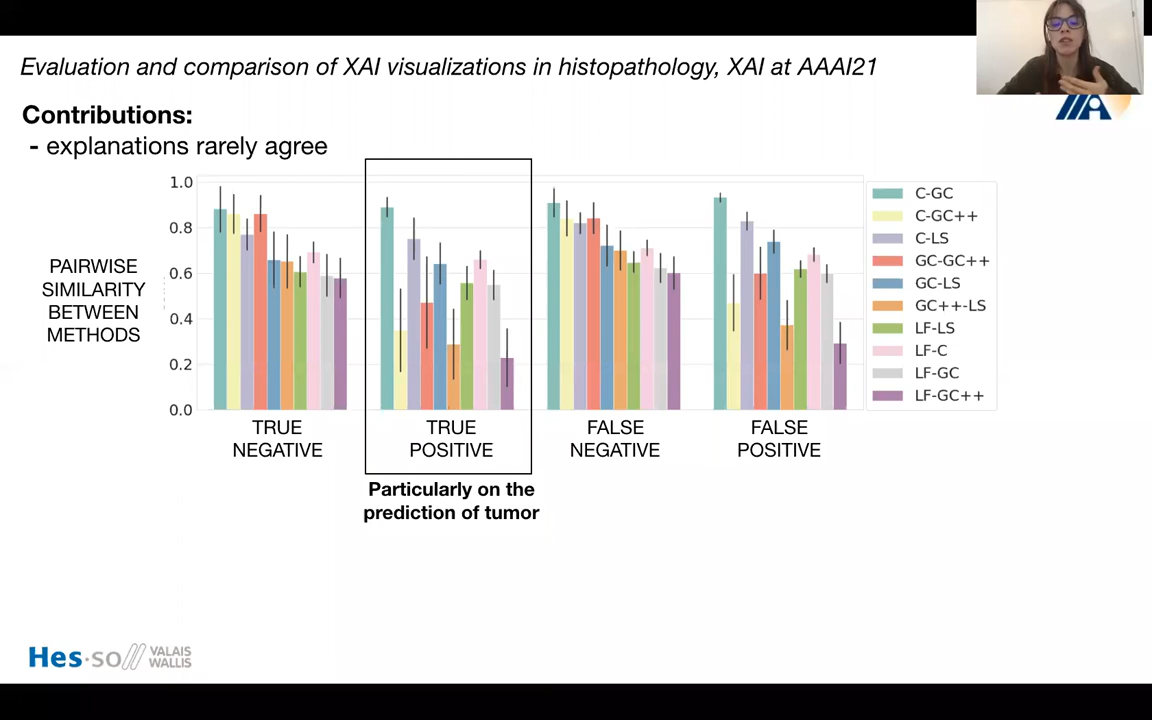 Evaluation and comparison of XAI visualizations in histopathology, XAI at AAAI21
Contributions:
- explanations rarely agree
PAIRWISE
SIMILARITY
BETWEEN
METHODS
1.0
0.8
0.6
0.4
0.2
0.0
TRUE
NEGATIVE
TRUE
POSITIVE
FALSE
NEGATIVE
FALSE
POSITIVE
Particularly on the
prediction of tumor
C-GC
C-GC++
C-LS
GC-GC++
GC-LS
GC++-LS
LF-LS
LF-C
LF-GC
LF-GC++
Hes·so// VALAIS
WALLIS